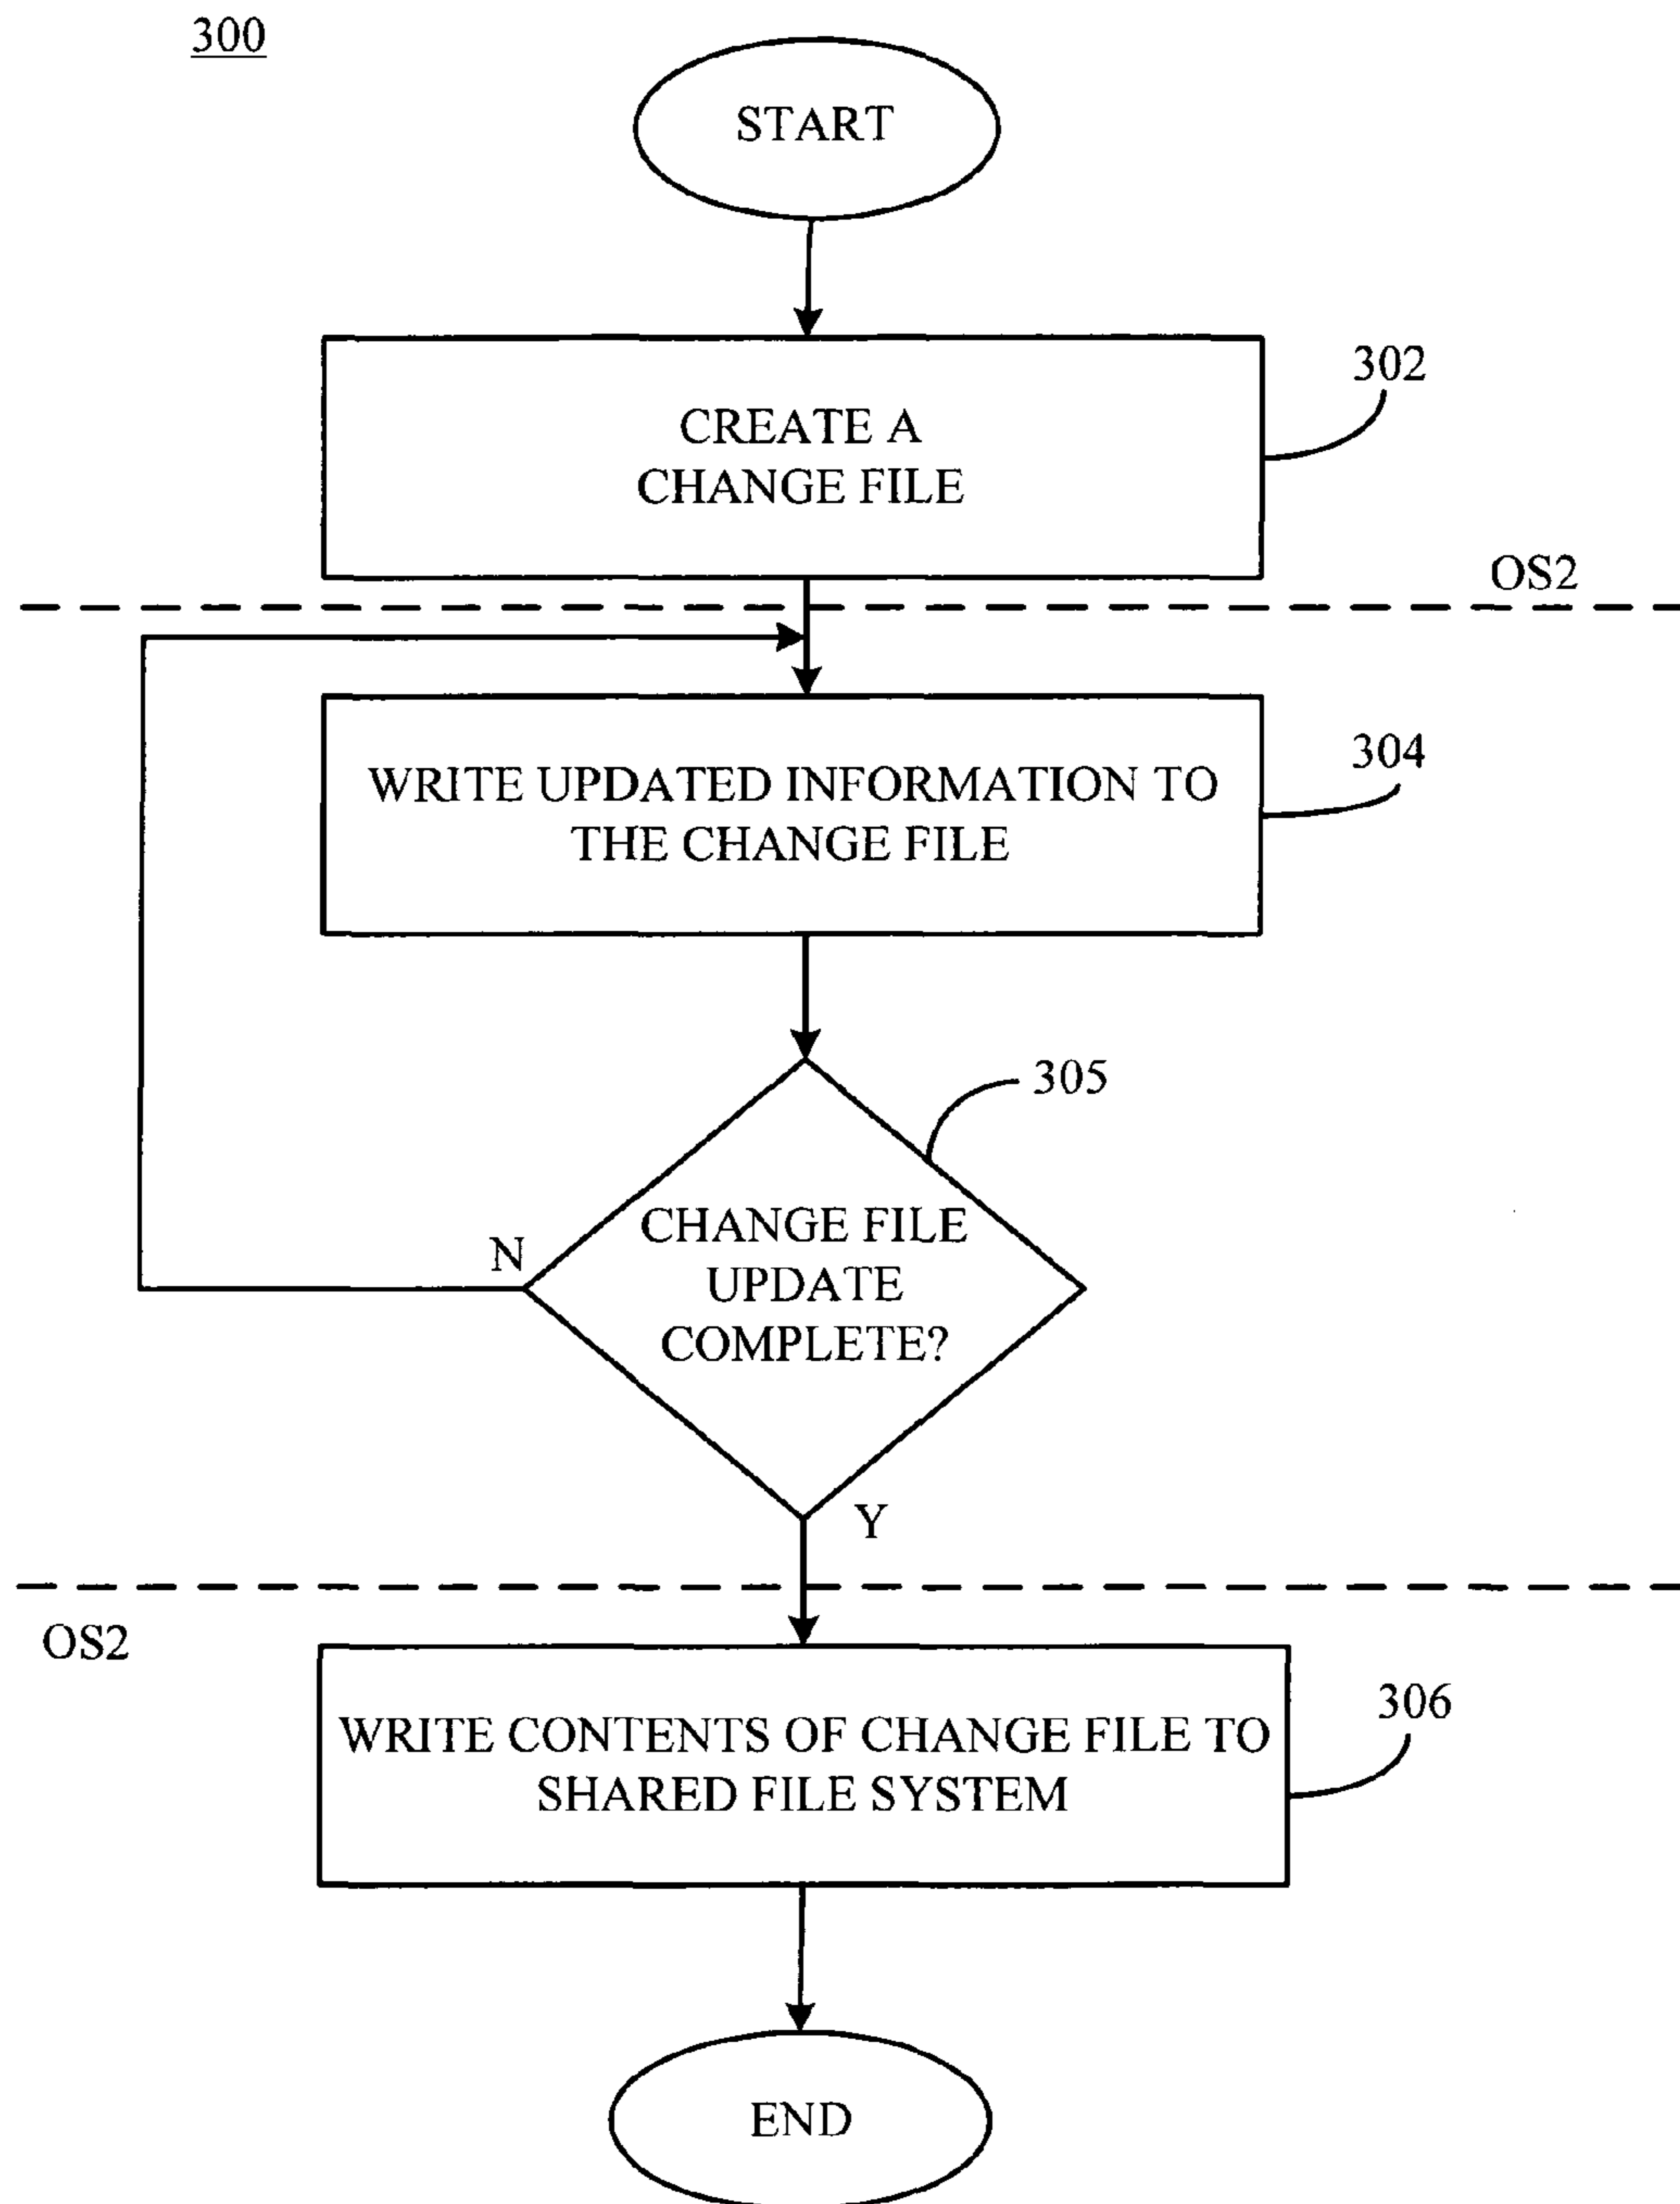 300
START
302
CREATE A
CHANGE FILE
OS2
304
WRITE UPDATED INFORMATION TO
THE CHANGE FILE
305
CHANGE FILE
UPDATE
COMPLETE?
N
Y
OS2
306
WRITE CONTENTS OF CHANGE FILE TO
SHARED FILE SYSTEM
END